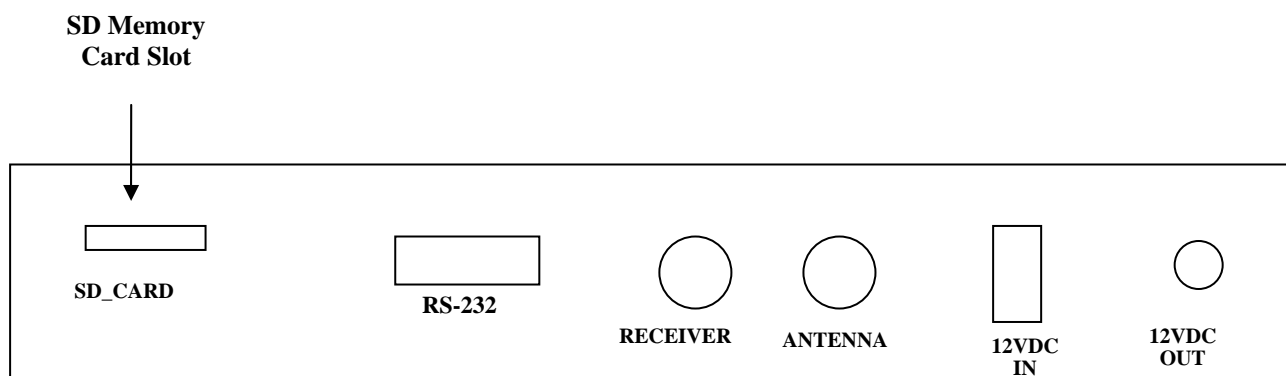 SD Memory
Card Slot
SD_CARD
RS-232
RECEIVER
ANTENNA
12VDC
IN
12VDC
OUT